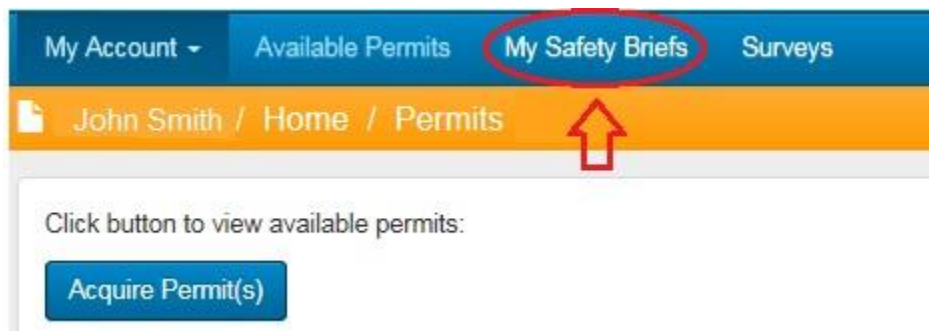 My Account Available Permits My Safety Briefs Surveys
John Smith / Home / Permits
Click button to view available permits:
Acquire Permit(s)